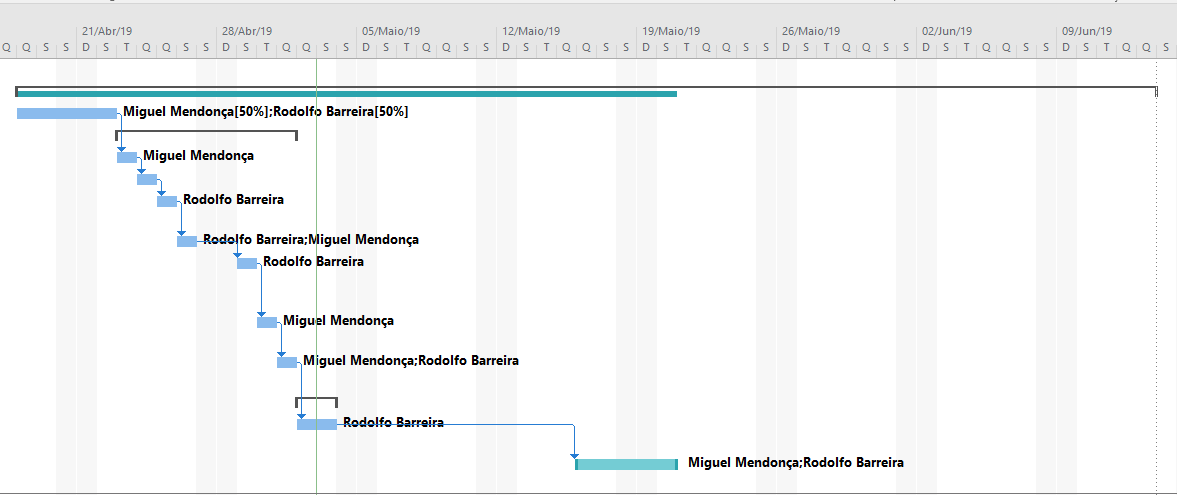 21/Abr/19 28/Abr/19 05/Maio/19 12/Maio/19 19/Maio/19 26/Maio/19 02/Jun/19 09/Jun/19
Q Q S S D S T Q Q S S D S T Q Q S S D S T Q Q S S D S T Q Q S S D S T Q Q S S D S T Q Q S S D S T Q Q S S D S T Q Q S
Miguel Mendonça[50%];Rodolfo Barreira[50%]
Miguel Mendonça
Rodolfo Barreira
Rodolfo Barreira;Miguel Mendonça
Rodolfo Barreira
Miguel Mendonça
Miguel Mendonça;Rodolfo Barreira
Rodolfo Barreira
Miguel Mendonça;Rodolfo Barreira